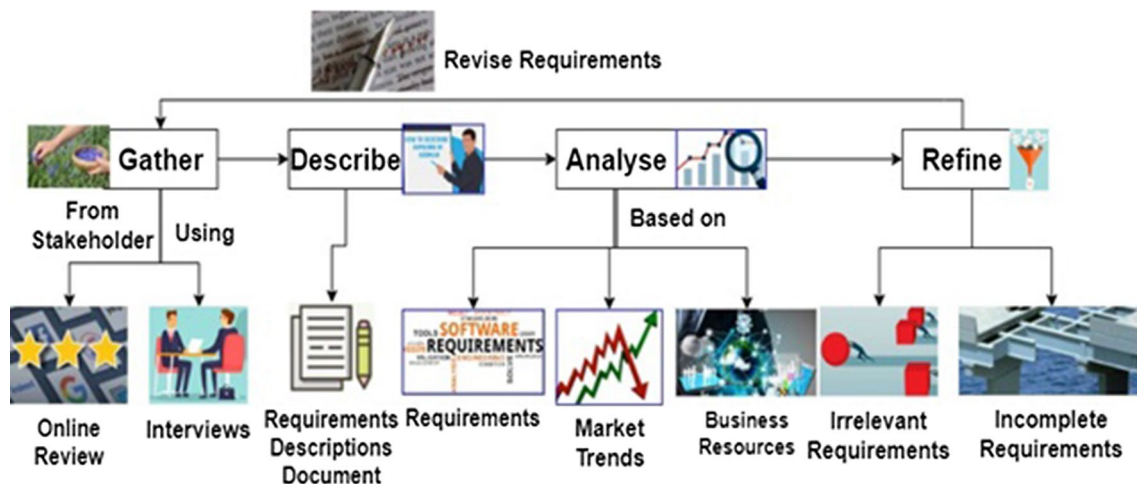 Revise Requirements
Gather
Describe
Analyse
Refine
From
Stakeholder
Using
Based on
TOOLS
SOFTWARE
REQUIREMENTS
Online
Review
Interviews
Requirements
Descriptions
Document
Requirements
Market
Trends
Business
Resources
Irrelevant
Requirements
Incomplete
Requirements